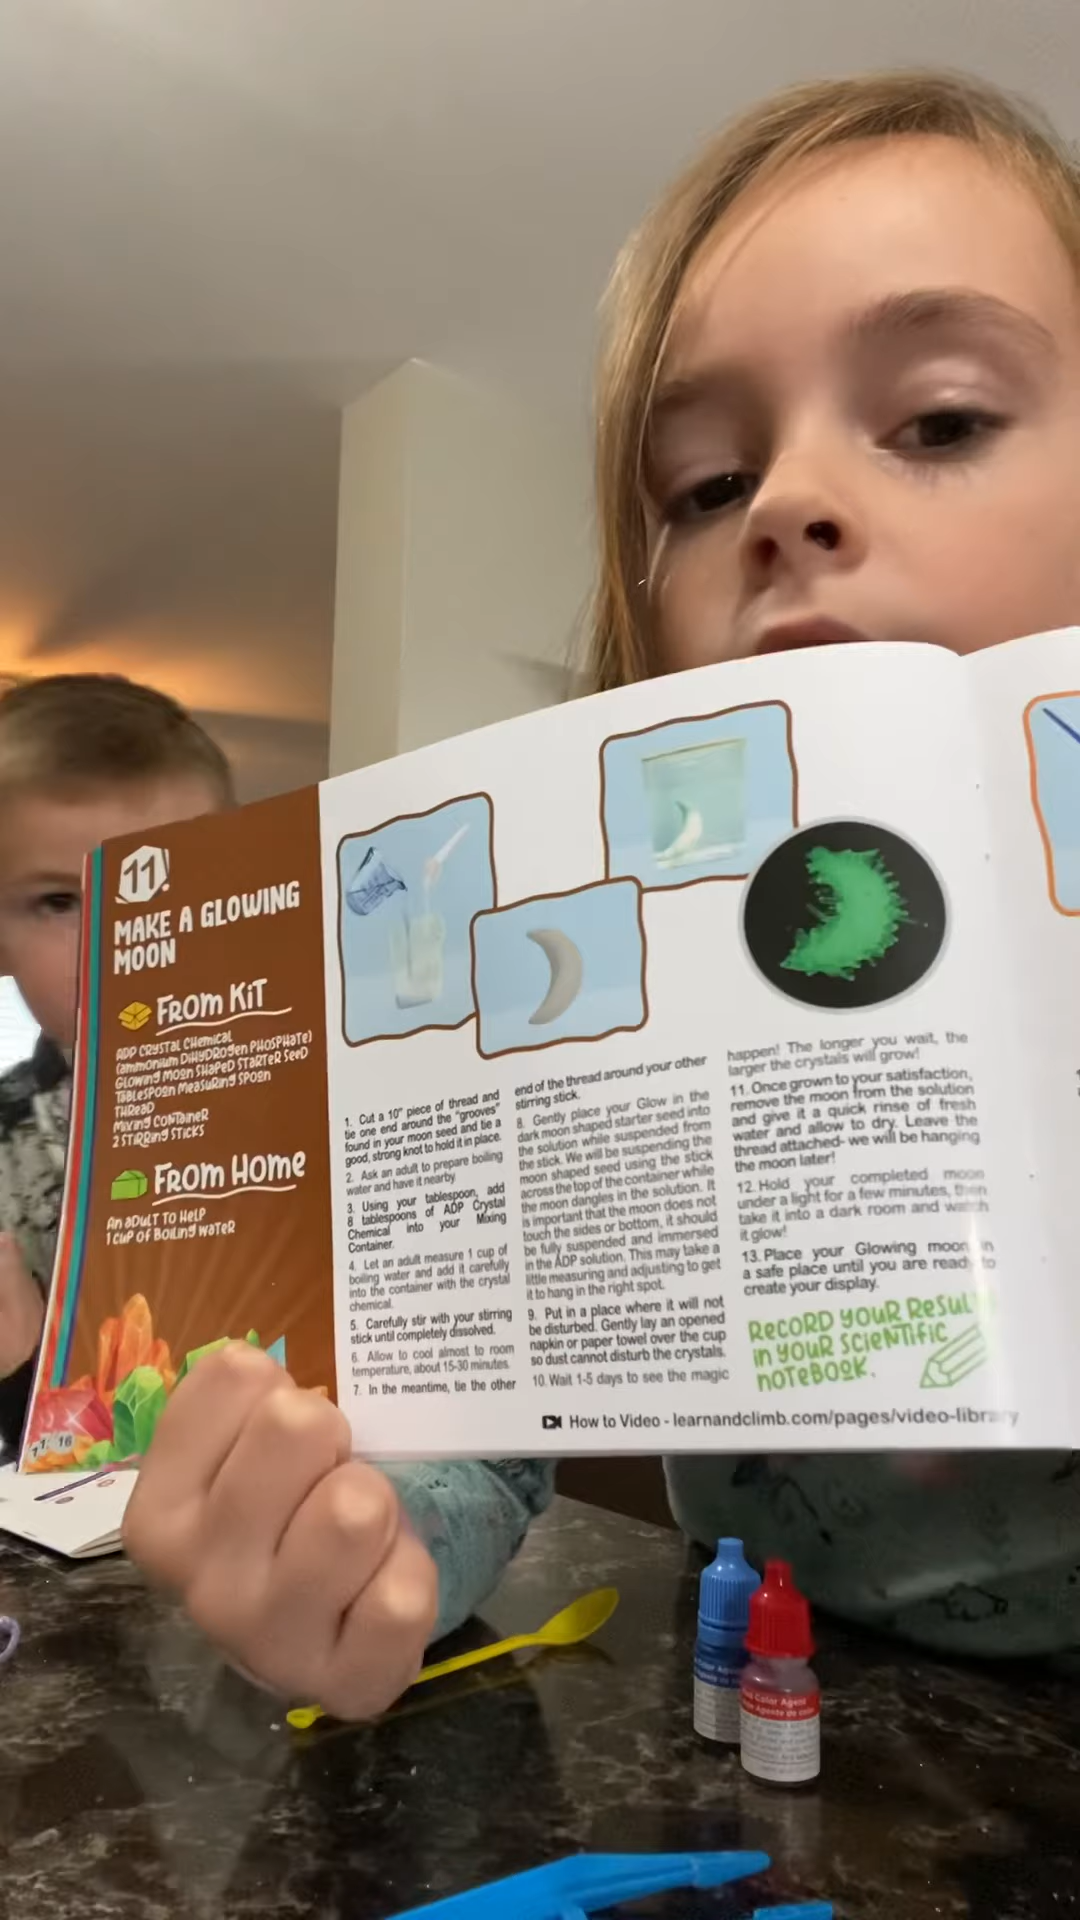 11!
MAKE A GLOWING
MOON
FROM KiT
ADP CRYSTAL CHemiCAL
(ammonium DiHyDROgen PHOSPHaTe)
GLOWinG MOON SHAPED STARTeR SeeD
TaBLeSPOOn MeaSURinG SPOOn
THReaD
MiXinG COnTaineR
2 STiRRinG STiCKS
FROM HOme
An aDULT TO HeLP
1 CUP OF BOiLinG WaTeR
16
1. Cut a 10" piece of thread and
tie one end around the "grooves"
found in your moon seed and tie a
good, strong knot to hold it in place.
2. Ask an adult to prepare boiling
water and have it nearby.
3. Using your tablespoon, add
8 tablespoons of ADP Crystal
Chemical into your Mixing
Container.
4. Let an adult measure 1 cup of
boiling water and add it carefully
into the container with the crystal
chemical.
5. Carefully stir with your stirring
stick until completely dissolved.
6. Allow to cool almost to room
temperature, about 15-30 minutes.
7. In the meantime, tie the other
end of the thread around your other
stirring stick.
8. Gently place your Glow in the
dark moon shaped starter seed into
the solution while suspended from
the stick. We will be suspending the
moon shaped seed using the stick
across the top of the container while
the moon dangles in the solution. It
is important that the moon does not
touch the sides or bottom, it should
be fully suspended and immersed
in the ADP solution. This may take a
little measuring and adjusting to get
it to hang in the right spot.
9. Put in a place where it will not
be disturbed. Gently lay an opened
napkin or paper towel over the cup
so dust cannot disturb the crystals.
10. Wait 1-5 days to see the magic
happen! The longer you wait, the
larger the crystals will grow!
11. Once grown to your satisfaction,
remove the moon from the solution
and give it a quick rinse of fresh
water and allow to dry. Leave the
thread attached- we will be hanging
the moon later!
12. Hold your completed moon
under a light for a few minutes, then
take it into a dark room and watch
it glow!
13. Place your Glowing moon in
a safe place until you are ready to
create your display.
ReCORD YOUR ReSULTS
in YOUR SCienTiFiC
noTeBOOK.
How to Video - learnandclimb.com/pages/video-library
Color Agent
Color Agent
Agente de color